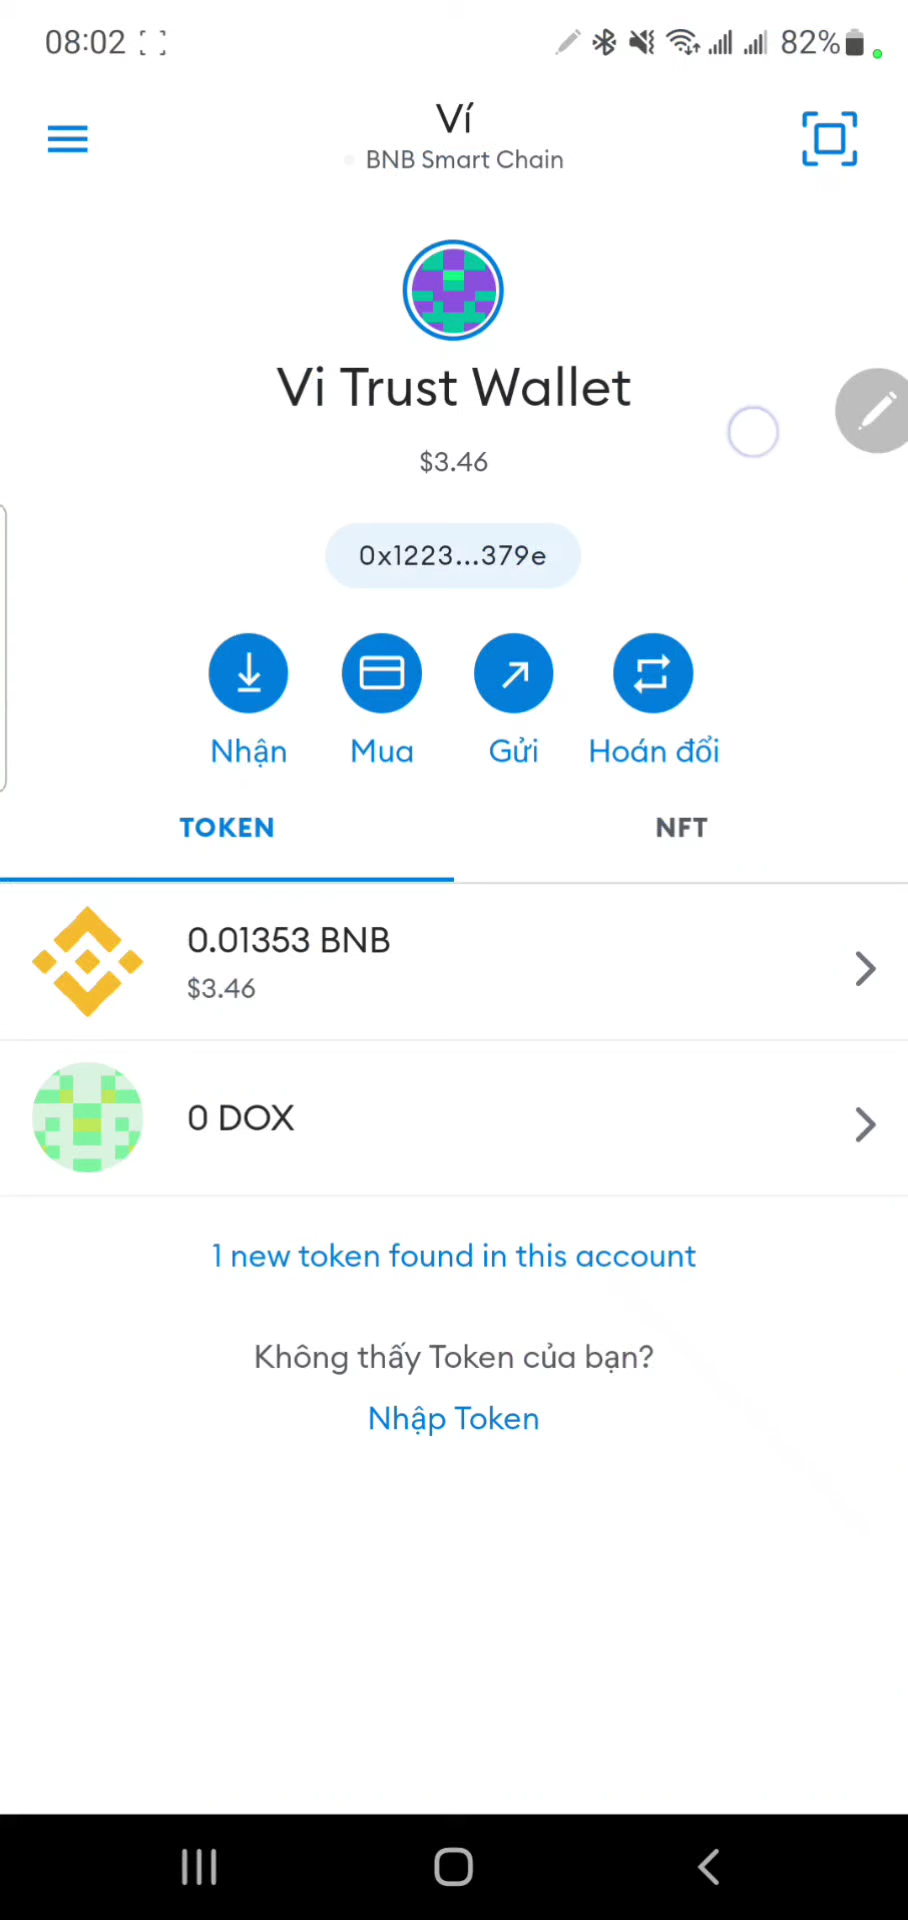 08:02
82%
Ví
BNB Smart Chain
Vi Trust Wallet
$3.46
0x1223...379e
Nhận Mua Gửi Hoán đổi
TOKEN NFT
0.01353 BNB
$3.46
0 DOX
1 new token found in this account
Không thấy Token của bạn?
Nhập Token